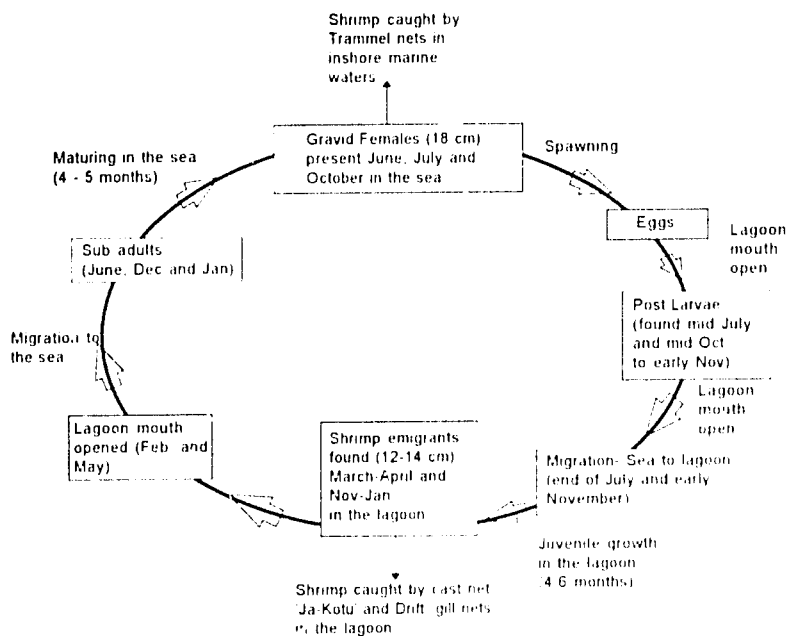 Shrimp caught by
Trammel nets in
inshore marine
waters
Gravid Females (18 cm)
present June, July and
October in the sea
Spawning
Maturing in the sea
(4 - 5 months)
Eggs
Lagoon
mouth
open
Sub adults
(June, Dec and Jan)
Post Larvae
(found mid July
and mid Oct
to early Nov)
Migration to
the sea
Lagoon
mouth
open
Lagoon mouth
opened (Feb and
May)
Shrimp emigrants
found (12-14 cm)
March-April and
Nov-Jan
in the lagoon
Migration- Sea to lagoon
(end of July and early
November)
Juvenile growth
in the lagoon
(4 6 months)
Shrimp caught by cast net
'Ja-Kotu' and Drift gill nets
in the lagoon